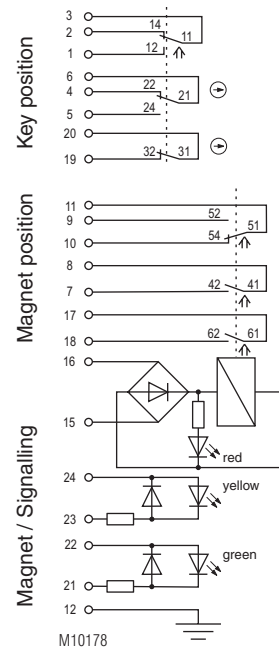 Key position
3
2 14 11
1 12
6 22
4 21
5 24
20
19 32 31
Magnet position
11 52
9 51
10 54
8
7 42 41
17
18 62 61
Magnet / Signalling
16
15
red
24 yellow
23
22 green
21
12
M10178